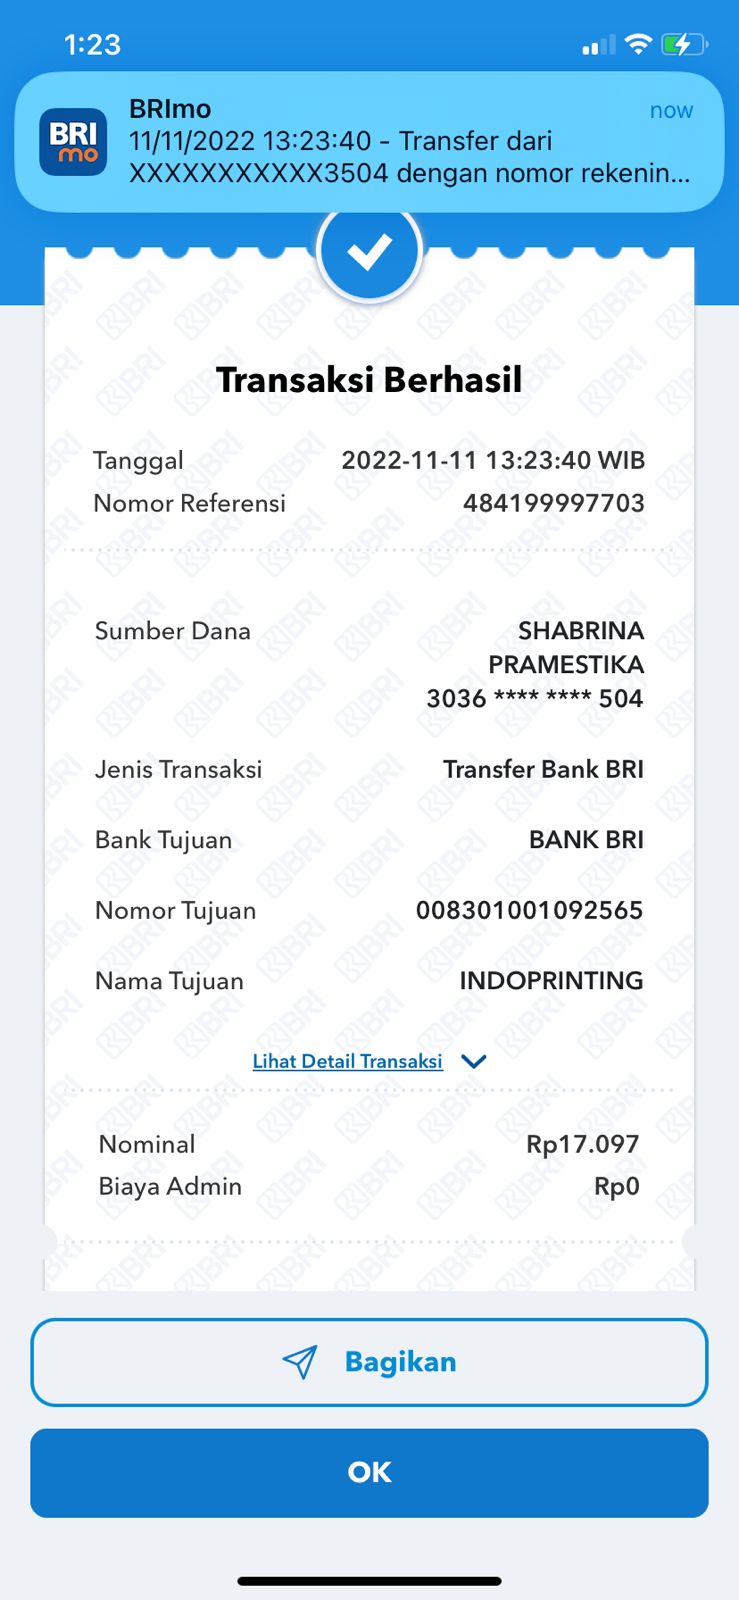 1:23
BRImo
now
BRI
mo
11/11/2022 13:23:40 - Transfer dari
XXXXXXXXXXX3504 dengan nomor rekenin...
Transaksi Berhasil
Tanggal 2022-11-11 13:23:40 WIB
Nomor Referensi 484199997703
Sumber Dana SHABRINA
PRAMESTIKA
3036 **** **** 504
Jenis Transaksi Transfer Bank BRI
Bank Tujuan BANK BRI
Nomor Tujuan 008301001092565
Nama Tujuan INDOPRINTING
Lihat Detail Transaksi
Nominal Rp17.097
Biaya Admin Rp0
Bagikan
OK